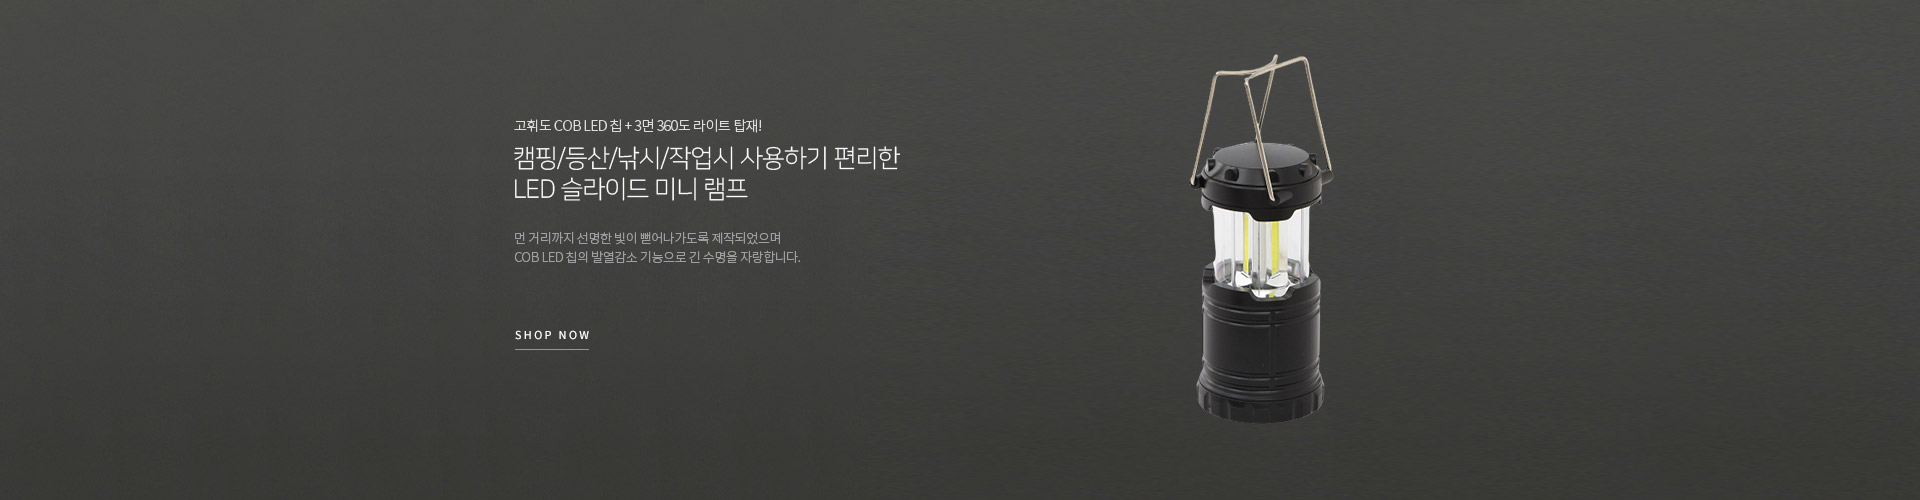 고휘도 COB LED 칩 + 3면 360도 라이트 탑재!
캠핑/등산/낚시/작업시 사용하기 편리한
LED 슬라이드 미니 램프
먼 거리까지 선명한 빛이 뻗어나가도록 제작되었으며
COB LED 칩의 발열감소 기능으로 긴 수명을 자랑합니다.
SHOP NOW